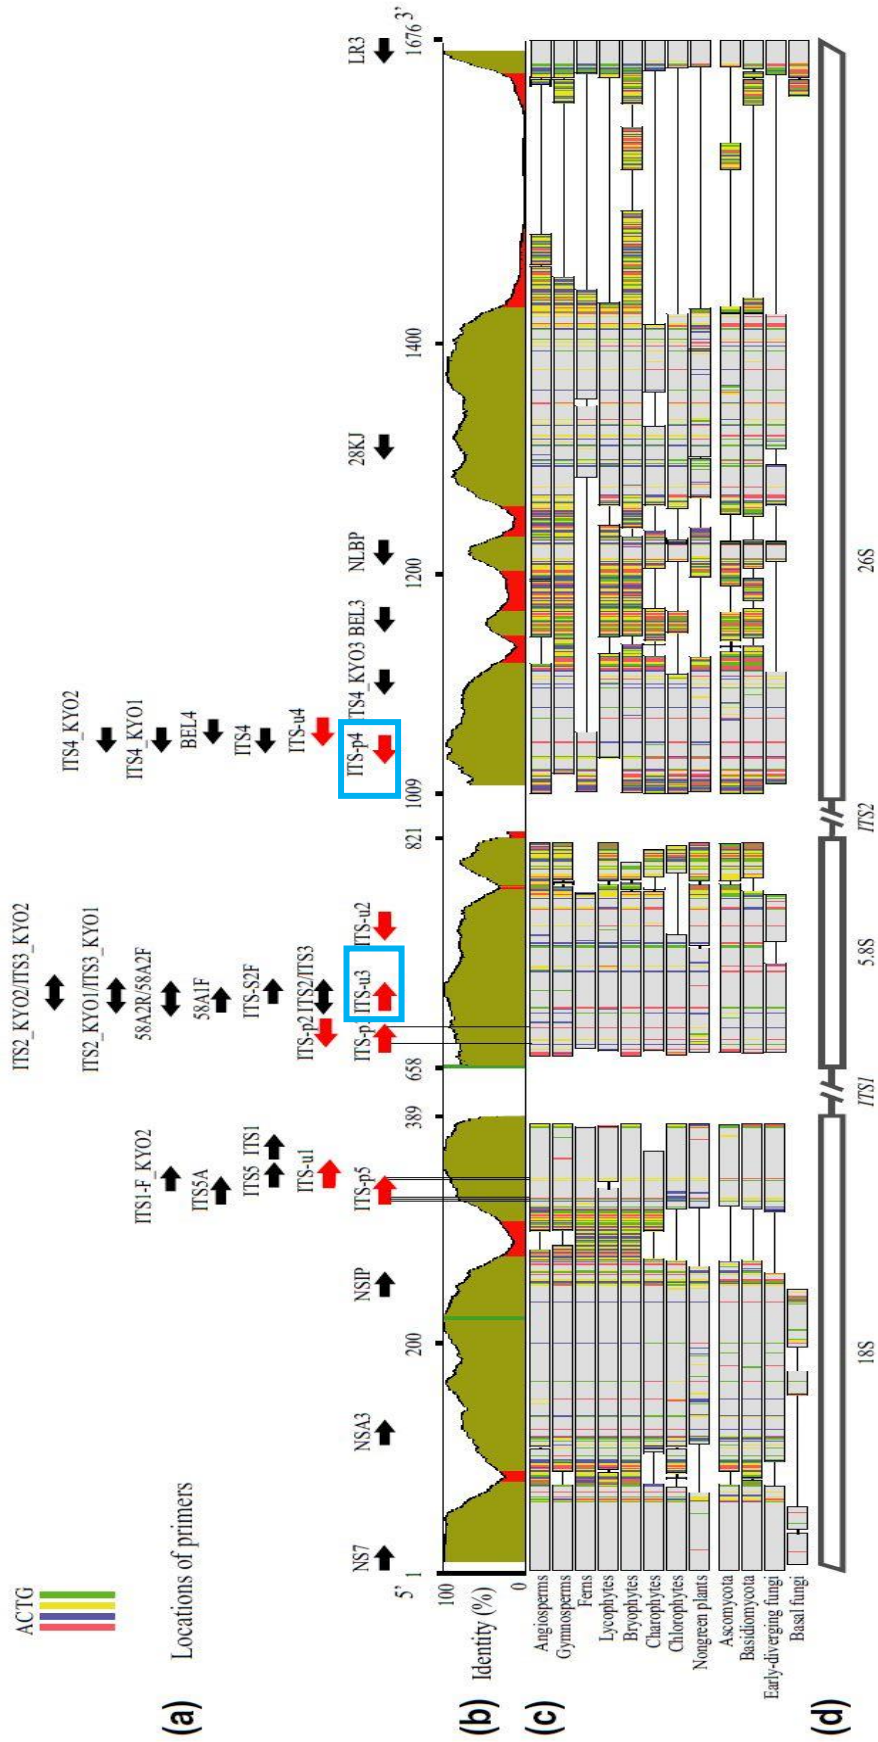 ACTG
(a)
Locations of primers
ITS2_KYO2/ITS3_KYO2
ITS4_KYO2
ITS2_KYO1/ITS3_KYO1
ITS1-F_KYO2
58A2R/58A2F
ITS4_KYO1
ITS5A
58A1F
BEL4
ITS5 ITS1
ITS-S2F
ITS4
ITS-u1
ITS-p2 ITS2/ITS3
ITS-u4
NS7 NSA3 NSIP ITS-p5 ITS-p1 ITS-u3 ITS-u2 ITS-p4 ITS4_KYO3 BEL3 NLBP 28KJ LR3
5' 1 200 389 658 821 1009 1200 1400 1676 3'
(b)
Identity (%)
100
0
(c)
Angiosperms
Gymnosperms
Ferns
Lycophytes
Bryophytes
Charophytes
Chlorophytes
Nongreen plants
Ascomycota
Basidiomycota
Early-diverging fungi
Basal fungi
(d)
18S ITS1 5.8S ITS2 26S